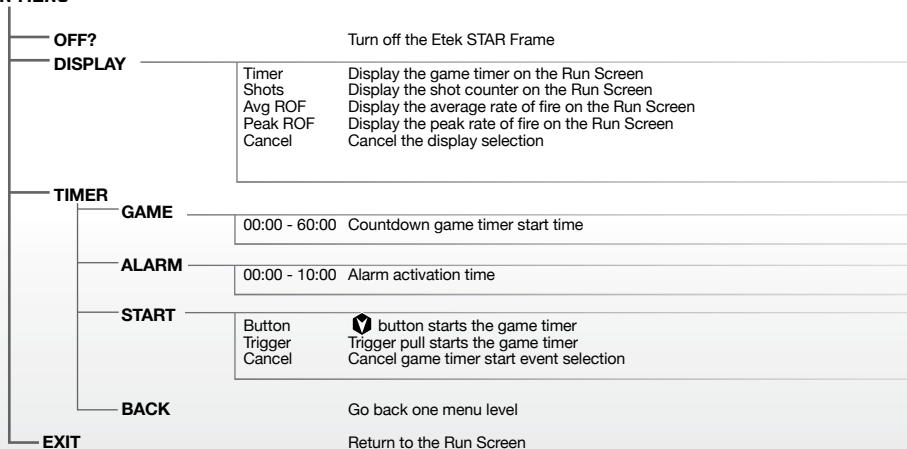 OFF? Turn off the Etek STAR Frame
DISPLAY
Timer Display the game timer on the Run Screen
Shots Display the shot counter on the Run Screen
Avg ROF Display the average rate of fire on the Run Screen
Peak ROF Display the peak rate of fire on the Run Screen
Cancel Cancel the display selection
TIMER
GAME
00:00 - 60:00 Countdown game timer start time
ALARM
00:00 - 10:00 Alarm activation time
START
Button button starts the game timer
Trigger Trigger pull starts the game timer
Cancel Cancel game timer start event selection
BACK Go back one menu level
EXIT Return to the Run Screen